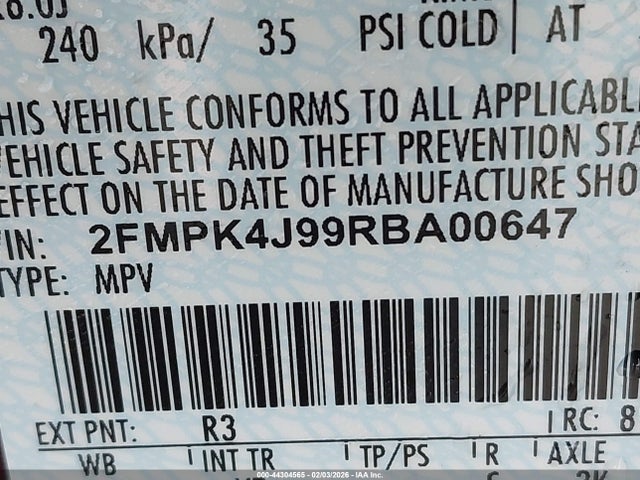 240 kPa/ 35 PSI COLD AT
THIS VEHICLE CONFORMS TO ALL APPLICABL
VEHICLE SAFETY AND THEFT PREVENTION STA
EFFECT ON THE DATE OF MANUFACTURE SHO
VIN: 2FMPK4J99RBA00647
TYPE: MPV
EXT PNT: R3 RC: 8
WB INT TR TP/PS R AXLE
000-44304565 - 02/03/2026 - IAA Inc.